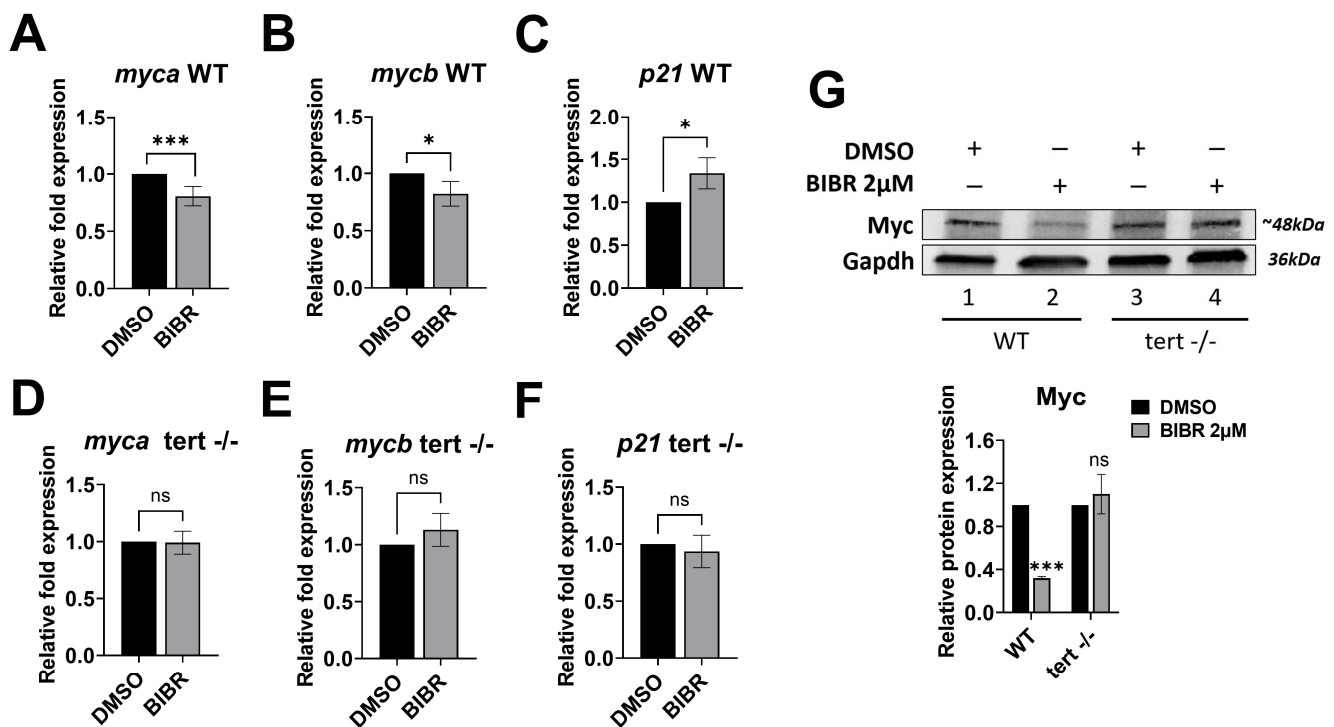 A
myca WT
Relative fold expression
1.5
1.0
0.5
0.0
***
DMSO
BIBR
B
mycb WT
Relative fold expression
1.5
1.0
0.5
0.0
*
DMSO
BIBR
C
p21 WT
Relative fold expression
2.0
1.5
1.0
0.5
0.0
*
DMSO
BIBR
D
myca tert -/-
Relative fold expression
1.5
1.0
0.5
0.0
ns
DMSO
BIBR
E
mycb tert -/-
Relative fold expression
1.5
1.0
0.5
0.0
ns
DMSO
BIBR
F
p21 tert -/-
Relative fold expression
1.5
1.0
0.5
0.0
ns
DMSO
BIBR
G
DMSO + – + –
BIBR 2µM – + – +
Myc ~48kDa
Gapdh 36kDa
1 2 3 4
WT tert -/-
Myc
DMSO
BIBR 2µM
Relative protein expression
1.6
1.2
0.8
0.4
0.0
***
ns
WT
tert -/-